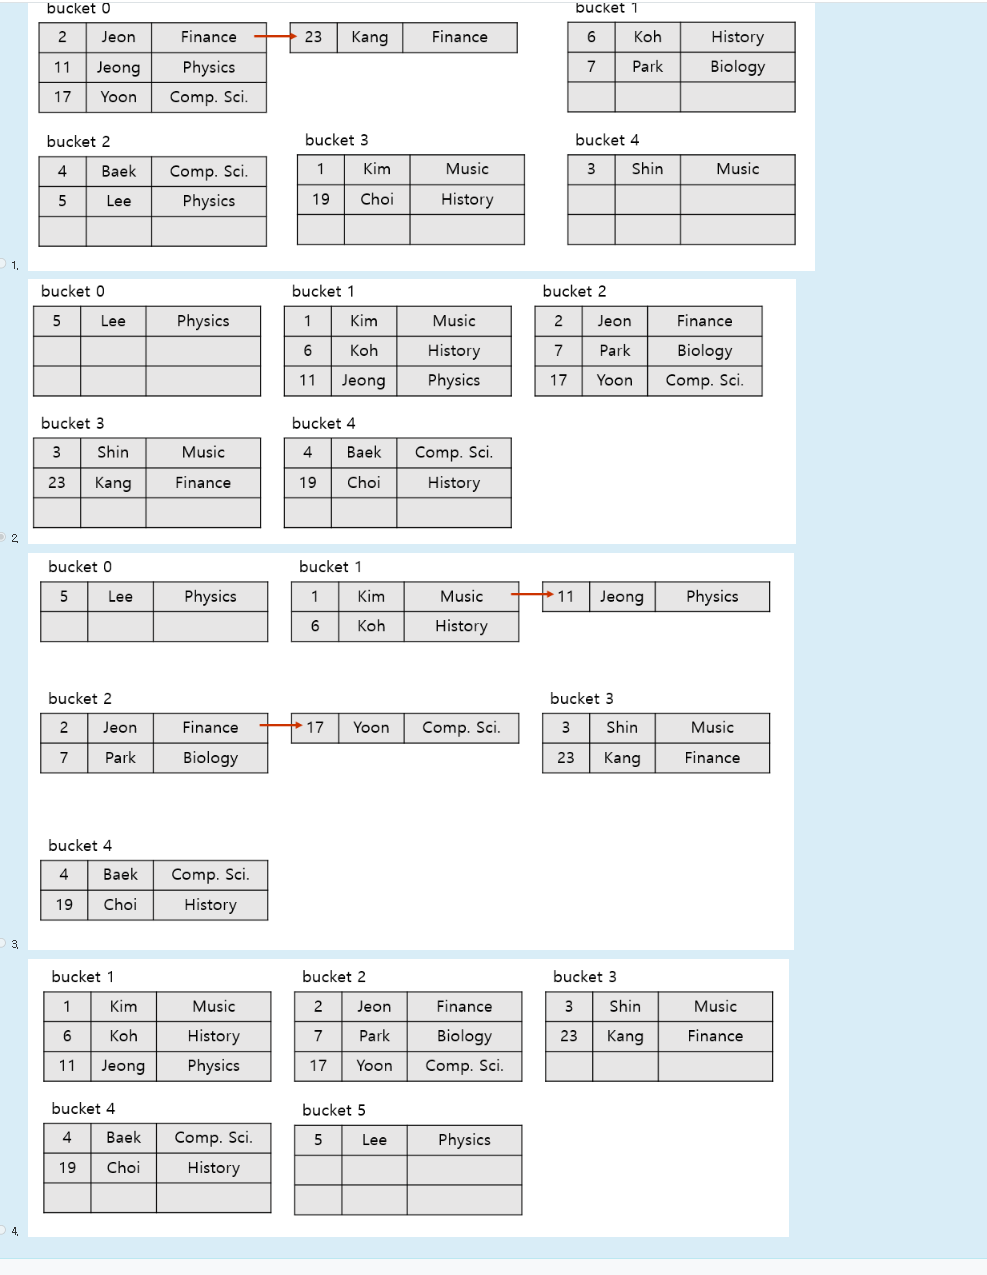 bucket 0 bucket 1
2 Jeon Finance 23 Kang Finance 6 Koh History
11 Jeong Physics 7 Park Biology
17 Yoon Comp. Sci.
bucket 2 bucket 3 bucket 4
4 Baek Comp. Sci. 1 Kim Music 3 Shin Music
5 Lee Physics 19 Choi History
1.
bucket 0 bucket 1 bucket 2
5 Lee Physics 1 Kim Music 2 Jeon Finance
6 Koh History 7 Park Biology
11 Jeong Physics 17 Yoon Comp. Sci.
bucket 3 bucket 4
3 Shin Music 4 Baek Comp. Sci.
23 Kang Finance 19 Choi History
2.
bucket 0 bucket 1
5 Lee Physics 1 Kim Music 11 Jeong Physics
6 Koh History
bucket 2 bucket 3
2 Jeon Finance 17 Yoon Comp. Sci. 3 Shin Music
7 Park Biology 23 Kang Finance
bucket 4
4 Baek Comp. Sci.
19 Choi History
3.
bucket 1 bucket 2 bucket 3
1 Kim Music 2 Jeon Finance 3 Shin Music
6 Koh History 7 Park Biology 23 Kang Finance
11 Jeong Physics 17 Yoon Comp. Sci.
bucket 4 bucket 5
4 Baek Comp. Sci. 5 Lee Physics
19 Choi History
4.